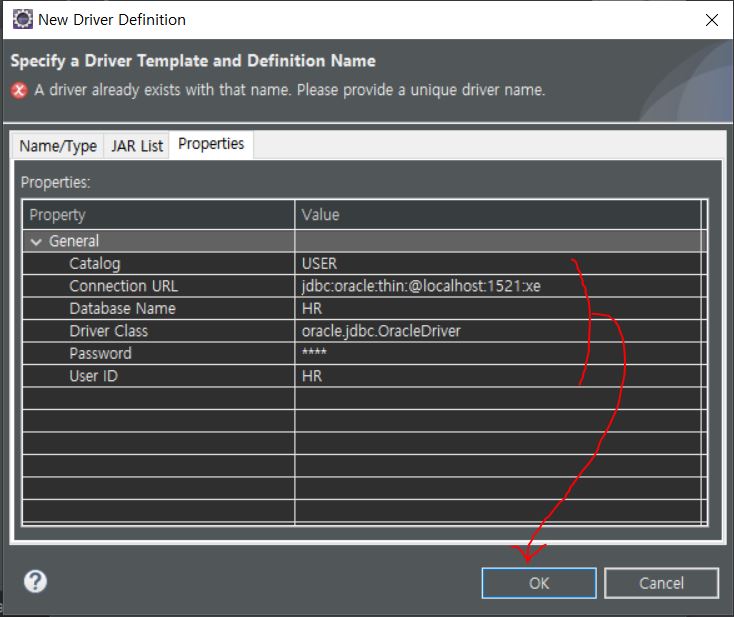 New Driver Definition
Specify a Driver Template and Definition Name
A driver already exists with that name. Please provide a unique driver name.
Name/Type JAR List Properties
Properties:
Property Value
General
Catalog USER
Connection URL jdbc:oracle:thin:@localhost:1521:xe
Database Name HR
Driver Class oracle.jdbc.OracleDriver
Password ****
User ID HR
OK Cancel